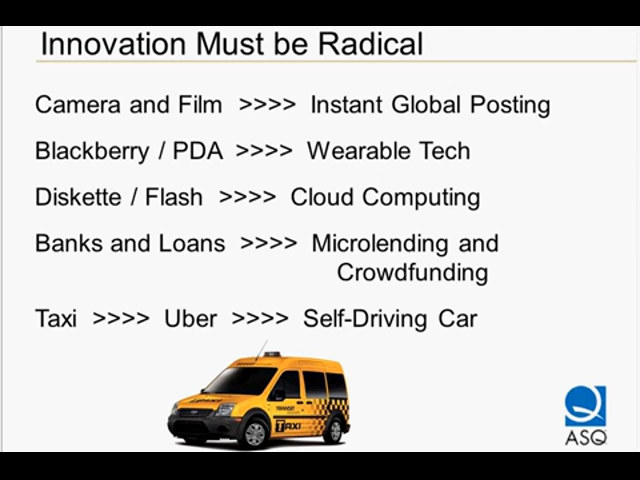 Innovation Must be Radical
Camera and Film >>>> Instant Global Posting
Blackberry / PDA >>>> Wearable Tech
Diskette / Flash >>>> Cloud Computing
Banks and Loans >>>> Microlending and
Crowdfunding
Taxi >>>> Uber >>>> Self-Driving Car
TRANSIT
TAXI
ASQ